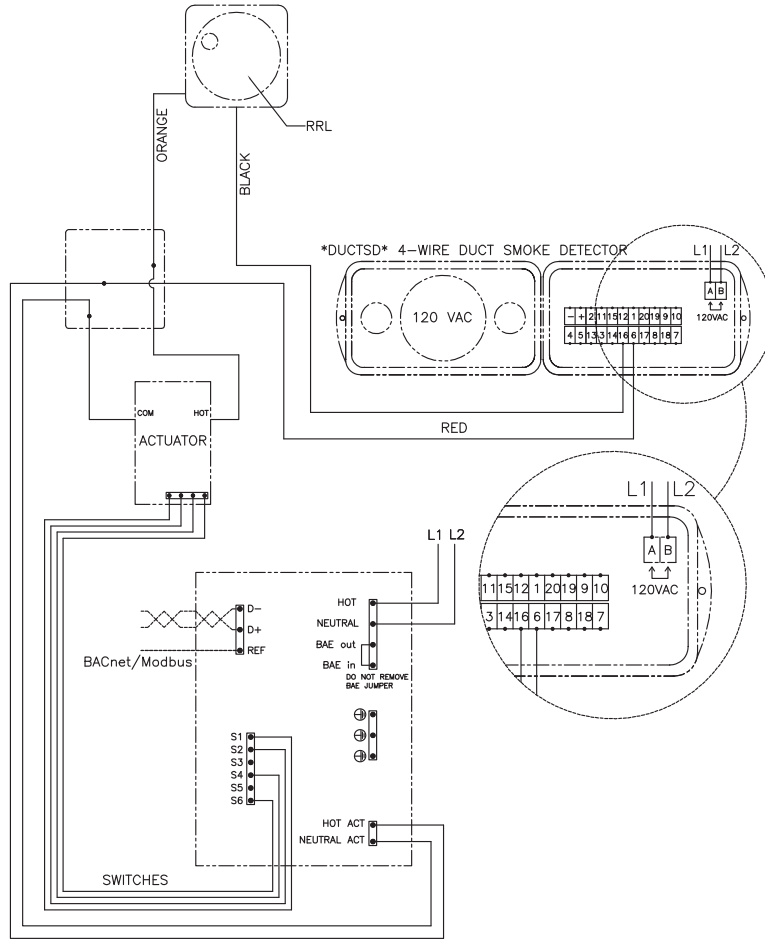 RRL
ORANGE
BLACK
*DUCTSD* 4-WIRE DUCT SMOKE DETECTOR
L1 L2
120 VAC
A B
120VAC
- + 2 11 15 12 1 20 19 9 10
4 5 13 3 14 16 6 17 8 18 7
RED
COM HOT
ACTUATOR
L1 L2
A B
120VAC
11 15 12 1 20 19 9 10
3 14 16 6 17 8 18 7
L1 L2
HOT
NEUTRAL
BAE out
BAE in
DO NOT REMOVE
BAE JUMPER
D-
D+
REF
BACnet/Modbus
S1
S2
S3
S4
S5
S6
HOT ACT
NEUTRAL ACT
SWITCHES